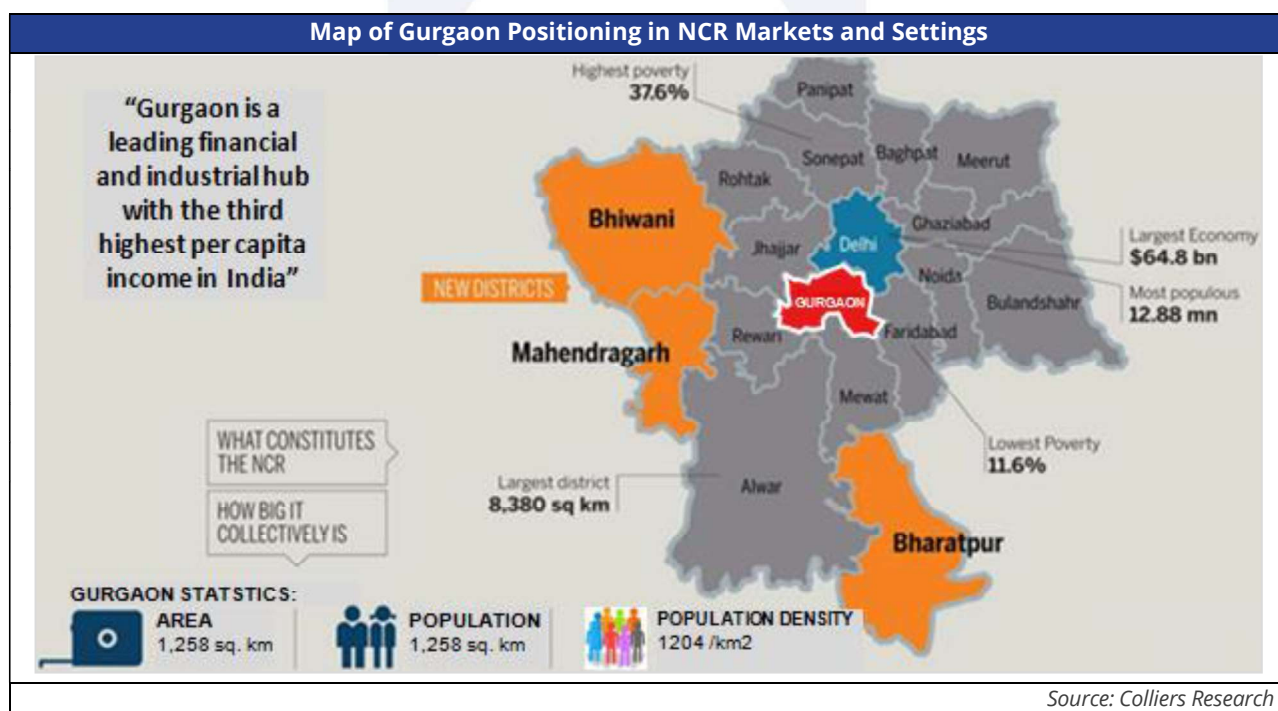 Map of Gurgaon Positioning in NCR Markets and Settings
"Gurgaon is a
leading financial
and industrial hub
with the third
highest per capita
income in India"
Highest poverty
37.6%
Panipat
Sonepat
Baghpat
Meerut
Rohtak
Bhiwani
Jhajjar
Delhi
Ghaziabad
Largest Economy
$64.8 bn
NEW DISTRICTS
GURGAON
Noida
Bulandshahr
Most populous
12.88 mn
Mahendragarh
Rewari
Faridabad
Mewat
WHAT CONSTITUTES
THE NCR
Lowest Poverty
11.6%
Largest district
8,380 sq km
Alwar
HOW BIG IT
COLLECTIVELY IS
Bharatpur
GURGAON STATSTICS:
AREA
1,258 sq. km
POPULATION
1,258 sq. km
POPULATION DENSITY
1204 /km2
Source: Colliers Research